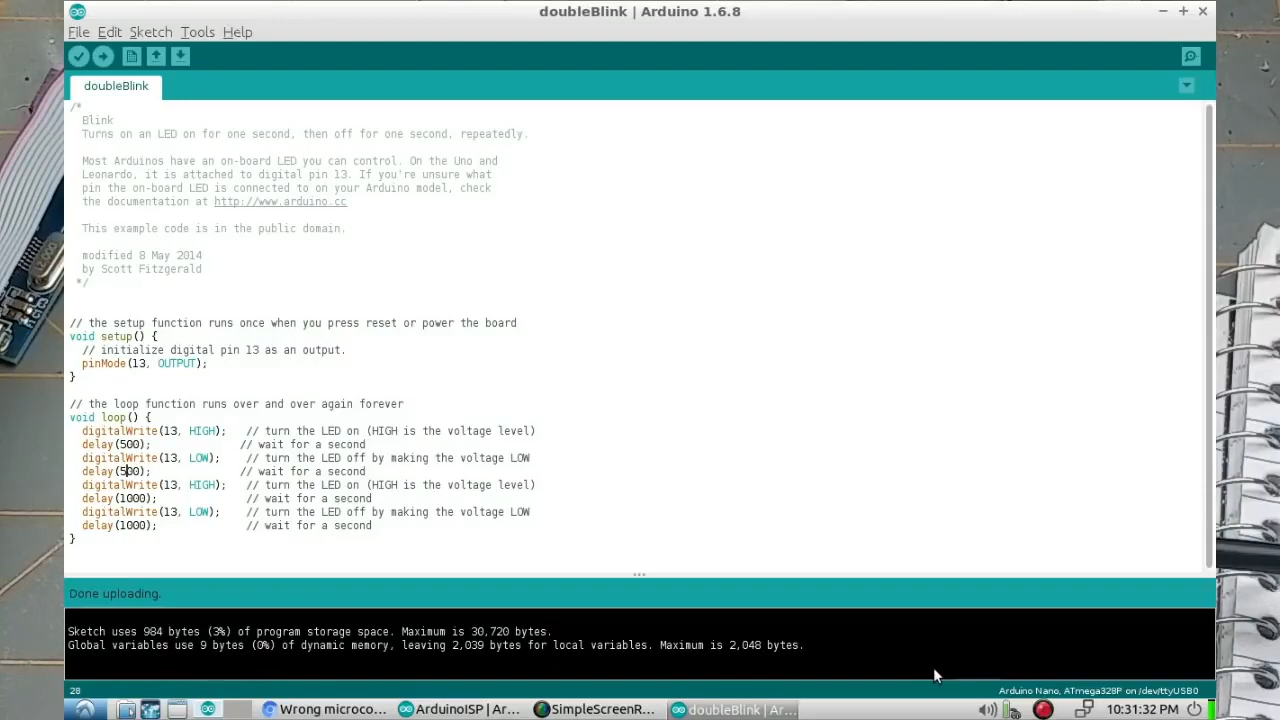 doubleBlink | Arduino 1.6.8
File Edit Sketch Tools Help
doubleBlink
/*
Blink
Turns on an LED on for one second, then off for one second, repeatedly.
Most Arduinos have an on-board LED you can control. On the Uno and
Leonardo, it is attached to digital pin 13. If you're unsure what
pin the on-board LED is connected to on your Arduino model, check
the documentation at http://www.arduino.cc
This example code is in the public domain.
modified 8 May 2014
by Scott Fitzgerald
*/
// the setup function runs once when you press reset or power the board
void setup() {
// initialize digital pin 13 as an output.
pinMode(13, OUTPUT);
}
// the loop function runs over and over again forever
void loop() {
digitalWrite(13, HIGH);   // turn the LED on (HIGH is the voltage level)
delay(500);              // wait for a second
digitalWrite(13, LOW);    // turn the LED off by making the voltage LOW
delay(500);              // wait for a second
digitalWrite(13, HIGH);   // turn the LED on (HIGH is the voltage level)
delay(1000);              // wait for a second
digitalWrite(13, LOW);    // turn the LED off by making the voltage LOW
delay(1000);              // wait for a second
}
Done uploading.
Sketch uses 984 bytes (3%) of program storage space. Maximum is 30,720 bytes.
Global variables use 9 bytes (0%) of dynamic memory, leaving 2,039 bytes for local variables. Maximum is 2,048 bytes.
28 Arduino Nano, ATmega328P on /dev/ttyUSB0
Wrong microco... ArduinoISP | Ar... SimpleScreenR... doubleBlink | Ar... 10:31:32 PM